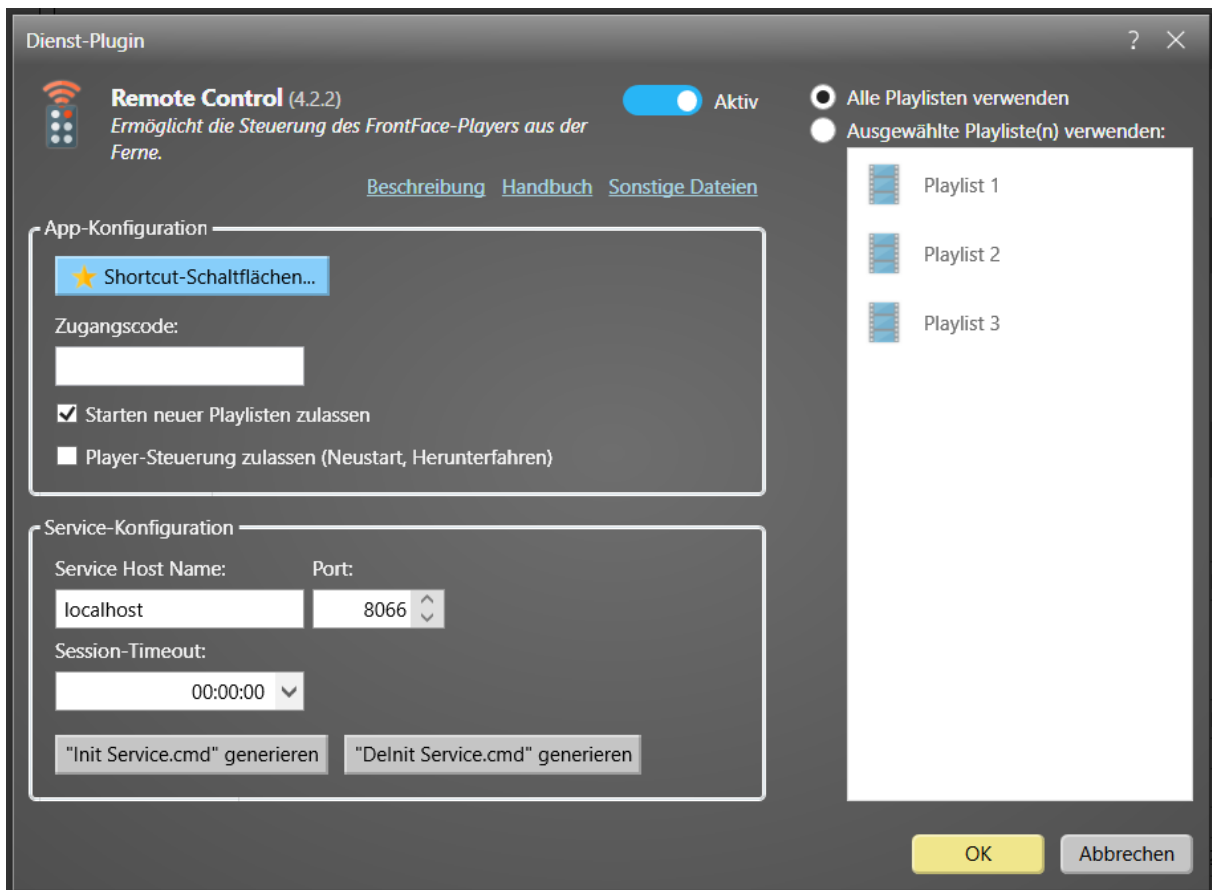 Dienst-Plugin
Remote Control (4.2.2)
Aktiv
Ermöglicht die Steuerung des FrontFace-Players aus der
Ferne.
Beschreibung Handbuch Sonstige Dateien
App-Konfiguration
Shortcut-Schaltflächen...
Zugangscode:
Starten neuer Playlisten zulassen
Player-Steuerung zulassen (Neustart, Herunterfahren)
Service-Konfiguration
Service Host Name: Port:
localhost 8066
Session-Timeout:
00:00:00
"Init Service.cmd" generieren "DeInit Service.cmd" generieren
Alle Playlisten verwenden
Ausgewählte Playliste(n) verwenden:
Playlist 1
Playlist 2
Playlist 3
OK Abbrechen